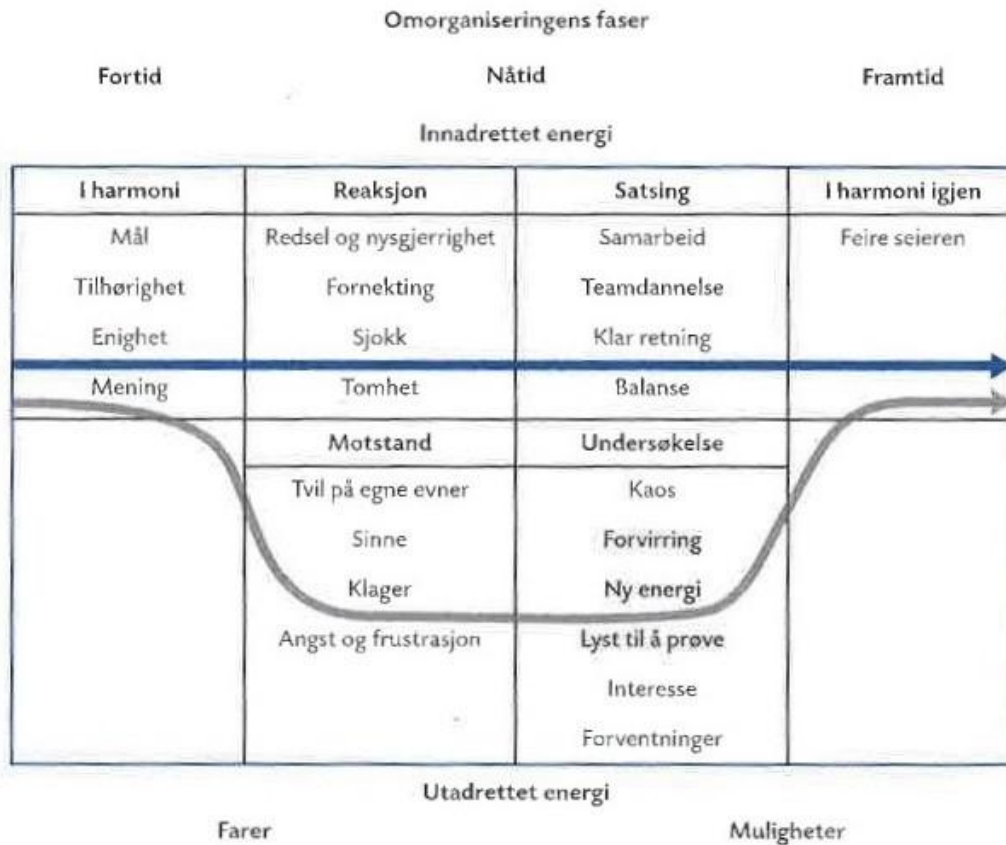 Omorganiseringens faser
Fortid Nåtid Framtid
Innadrettet energi
I harmoni Reaksjon Satsing I harmoni igjen
Mål Redsel og nysgjerrighet Samarbeid Feire seieren
Tilhørighet Fornekting Teamdannelse
Enighet Sjokk Klar retning
Mening Tomhet Balanse
Motstand Undersøkelse
Tvil på egne evner Kaos
Sinne Forvirring
Klager Ny energi
Angst og frustrasjon Lyst til å prøve
Interesse
Forventninger
Utadrettet energi
Farer Muligheter